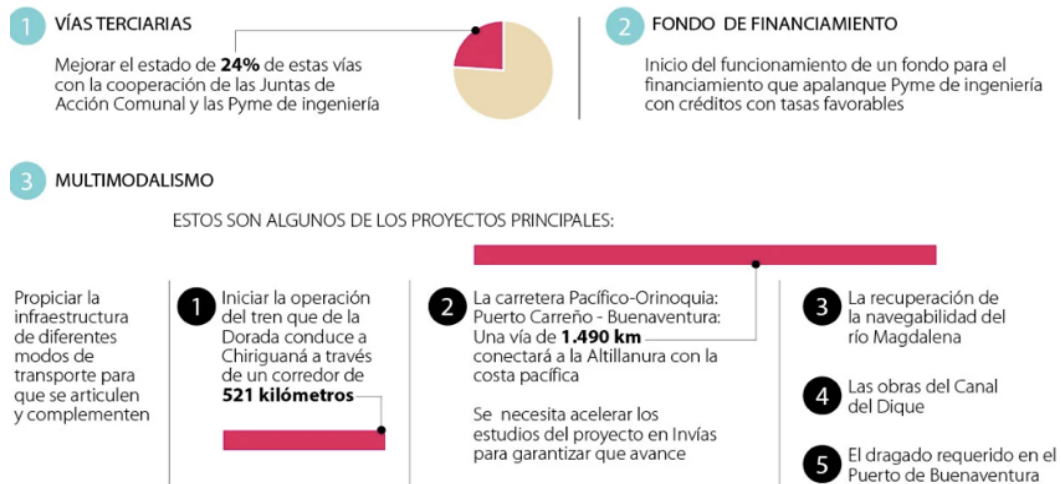 1 VÍAS TERCIARIAS
Mejorar el estado de 24% de estas vías
con la cooperación de las Juntas de
Acción Comunal y las Pyme de ingeniería
2 FONDO DE FINANCIAMIENTO
Inicio del funcionamiento de un fondo para el
financiamiento que apalanque Pyme de ingeniería
con créditos con tasas favorables
3 MULTIMODALISMO
ESTOS SON ALGUNOS DE LOS PROYECTOS PRINCIPALES:
Propiciar la
infraestructura
de diferentes
modos de
transporte para
que se articulen
y complementen
1 Iniciar la operación
del tren que de la
Dorada conduce a
Chiriguaná a través
de un corredor de
521 kilómetros
2 La carretera Pacífico-Orinoquia:
Puerto Carreño - Buenaventura:
Una vía de 1.490 km
conectará a la Altillanura con la
costa pacífica
Se necesita acelerar los
estudios del proyecto en Invías
para garantizar que avance
3 La recuperación de
la navegabilidad del
río Magdalena
4 Las obras del Canal
del Dique
5 El dragado requerido en el
Puerto de Buenaventura